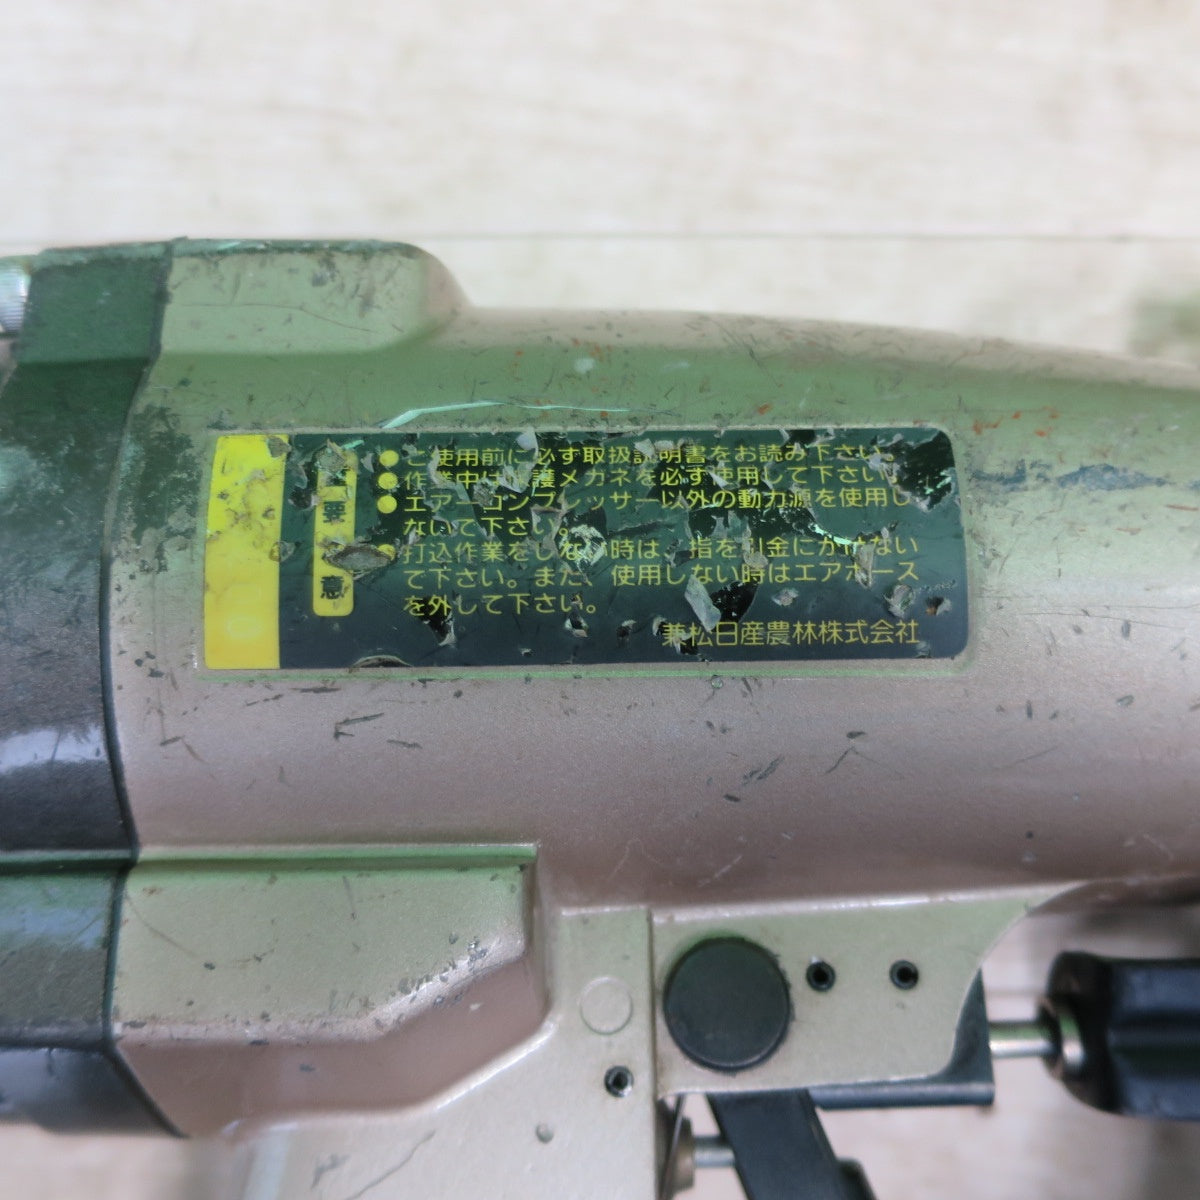 要
意
ご使用前に必ず取扱説明書をお読み下さい。
作業中は保護メガネを必ず使用して下さい。
エアーコンプレッサー以外の動力源を使用し
ないで下さい。
打込作業をしない時は、指を引金にかけない
で下さい。また、使用しない時はエアホース
を外して下さい。
兼松日産農林株式会社